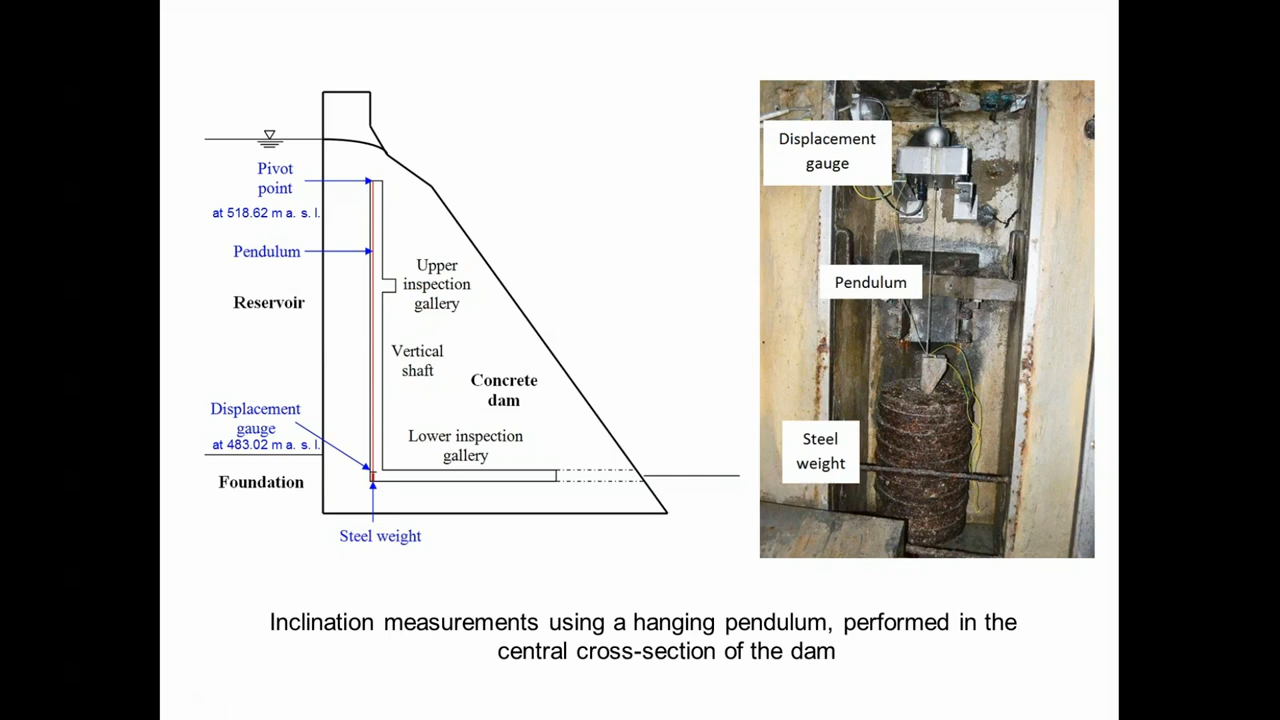 Pivot
point
at 518.62 m a. s. l.
Pendulum
Reservoir
Upper
inspection
gallery
Vertical
shaft
Concrete
dam
Displacement
gauge
at 483.02 m a. s. l.
Lower inspection
gallery
Foundation
Steel weight
Displacement
gauge
Pendulum
Steel
weight
Inclination measurements using a hanging pendulum, performed in the
central cross-section of the dam